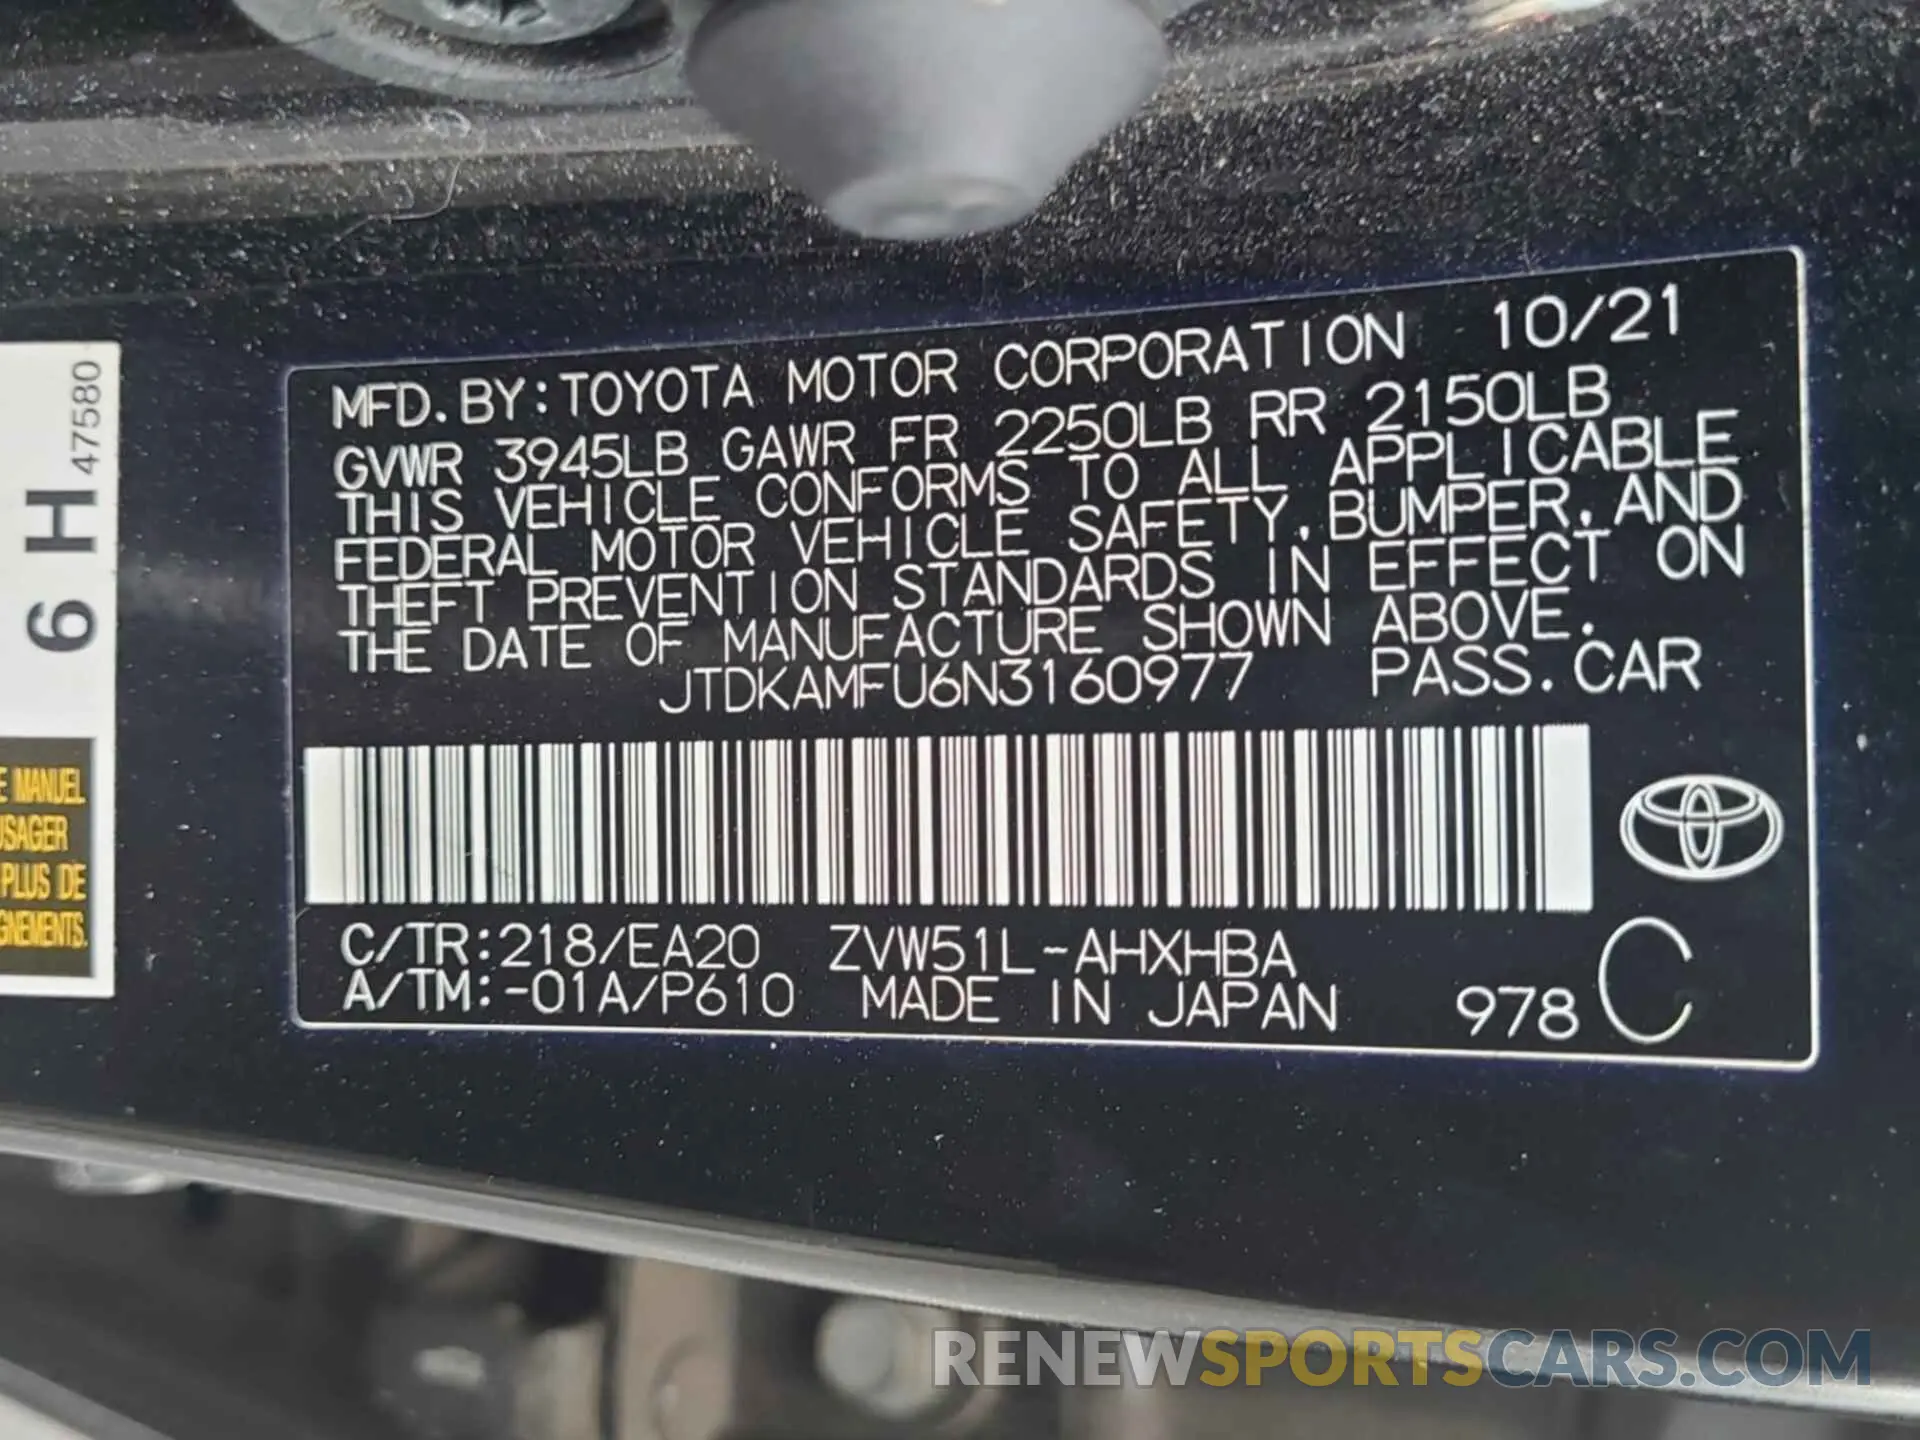 MFD.BY:TOYOTA MOTOR CORPORATION 10/21
GVWR 3945LB GAWR FR 2250LB RR 2150LB
THIS VEHICLE CONFORMS TO ALL APPLICABLE
FEDERAL MOTOR VEHICLE SAFETY,BUMPER,AND
THEFT PREVENTION STANDARDS IN EFFECT ON
THE DATE OF MANUFACTURE SHOWN ABOVE.
JTDKAMFU6N3160977 PASS.CAR
C/TR:218/EA20 ZVW51L-AHXHBA
A/TM:-01A/P610 MADE IN JAPAN 978 C
6 H 47580
E MANUEL
USAGER
PLUS DE
GNEMENTS.
RENEWSPORTSCARS.COM